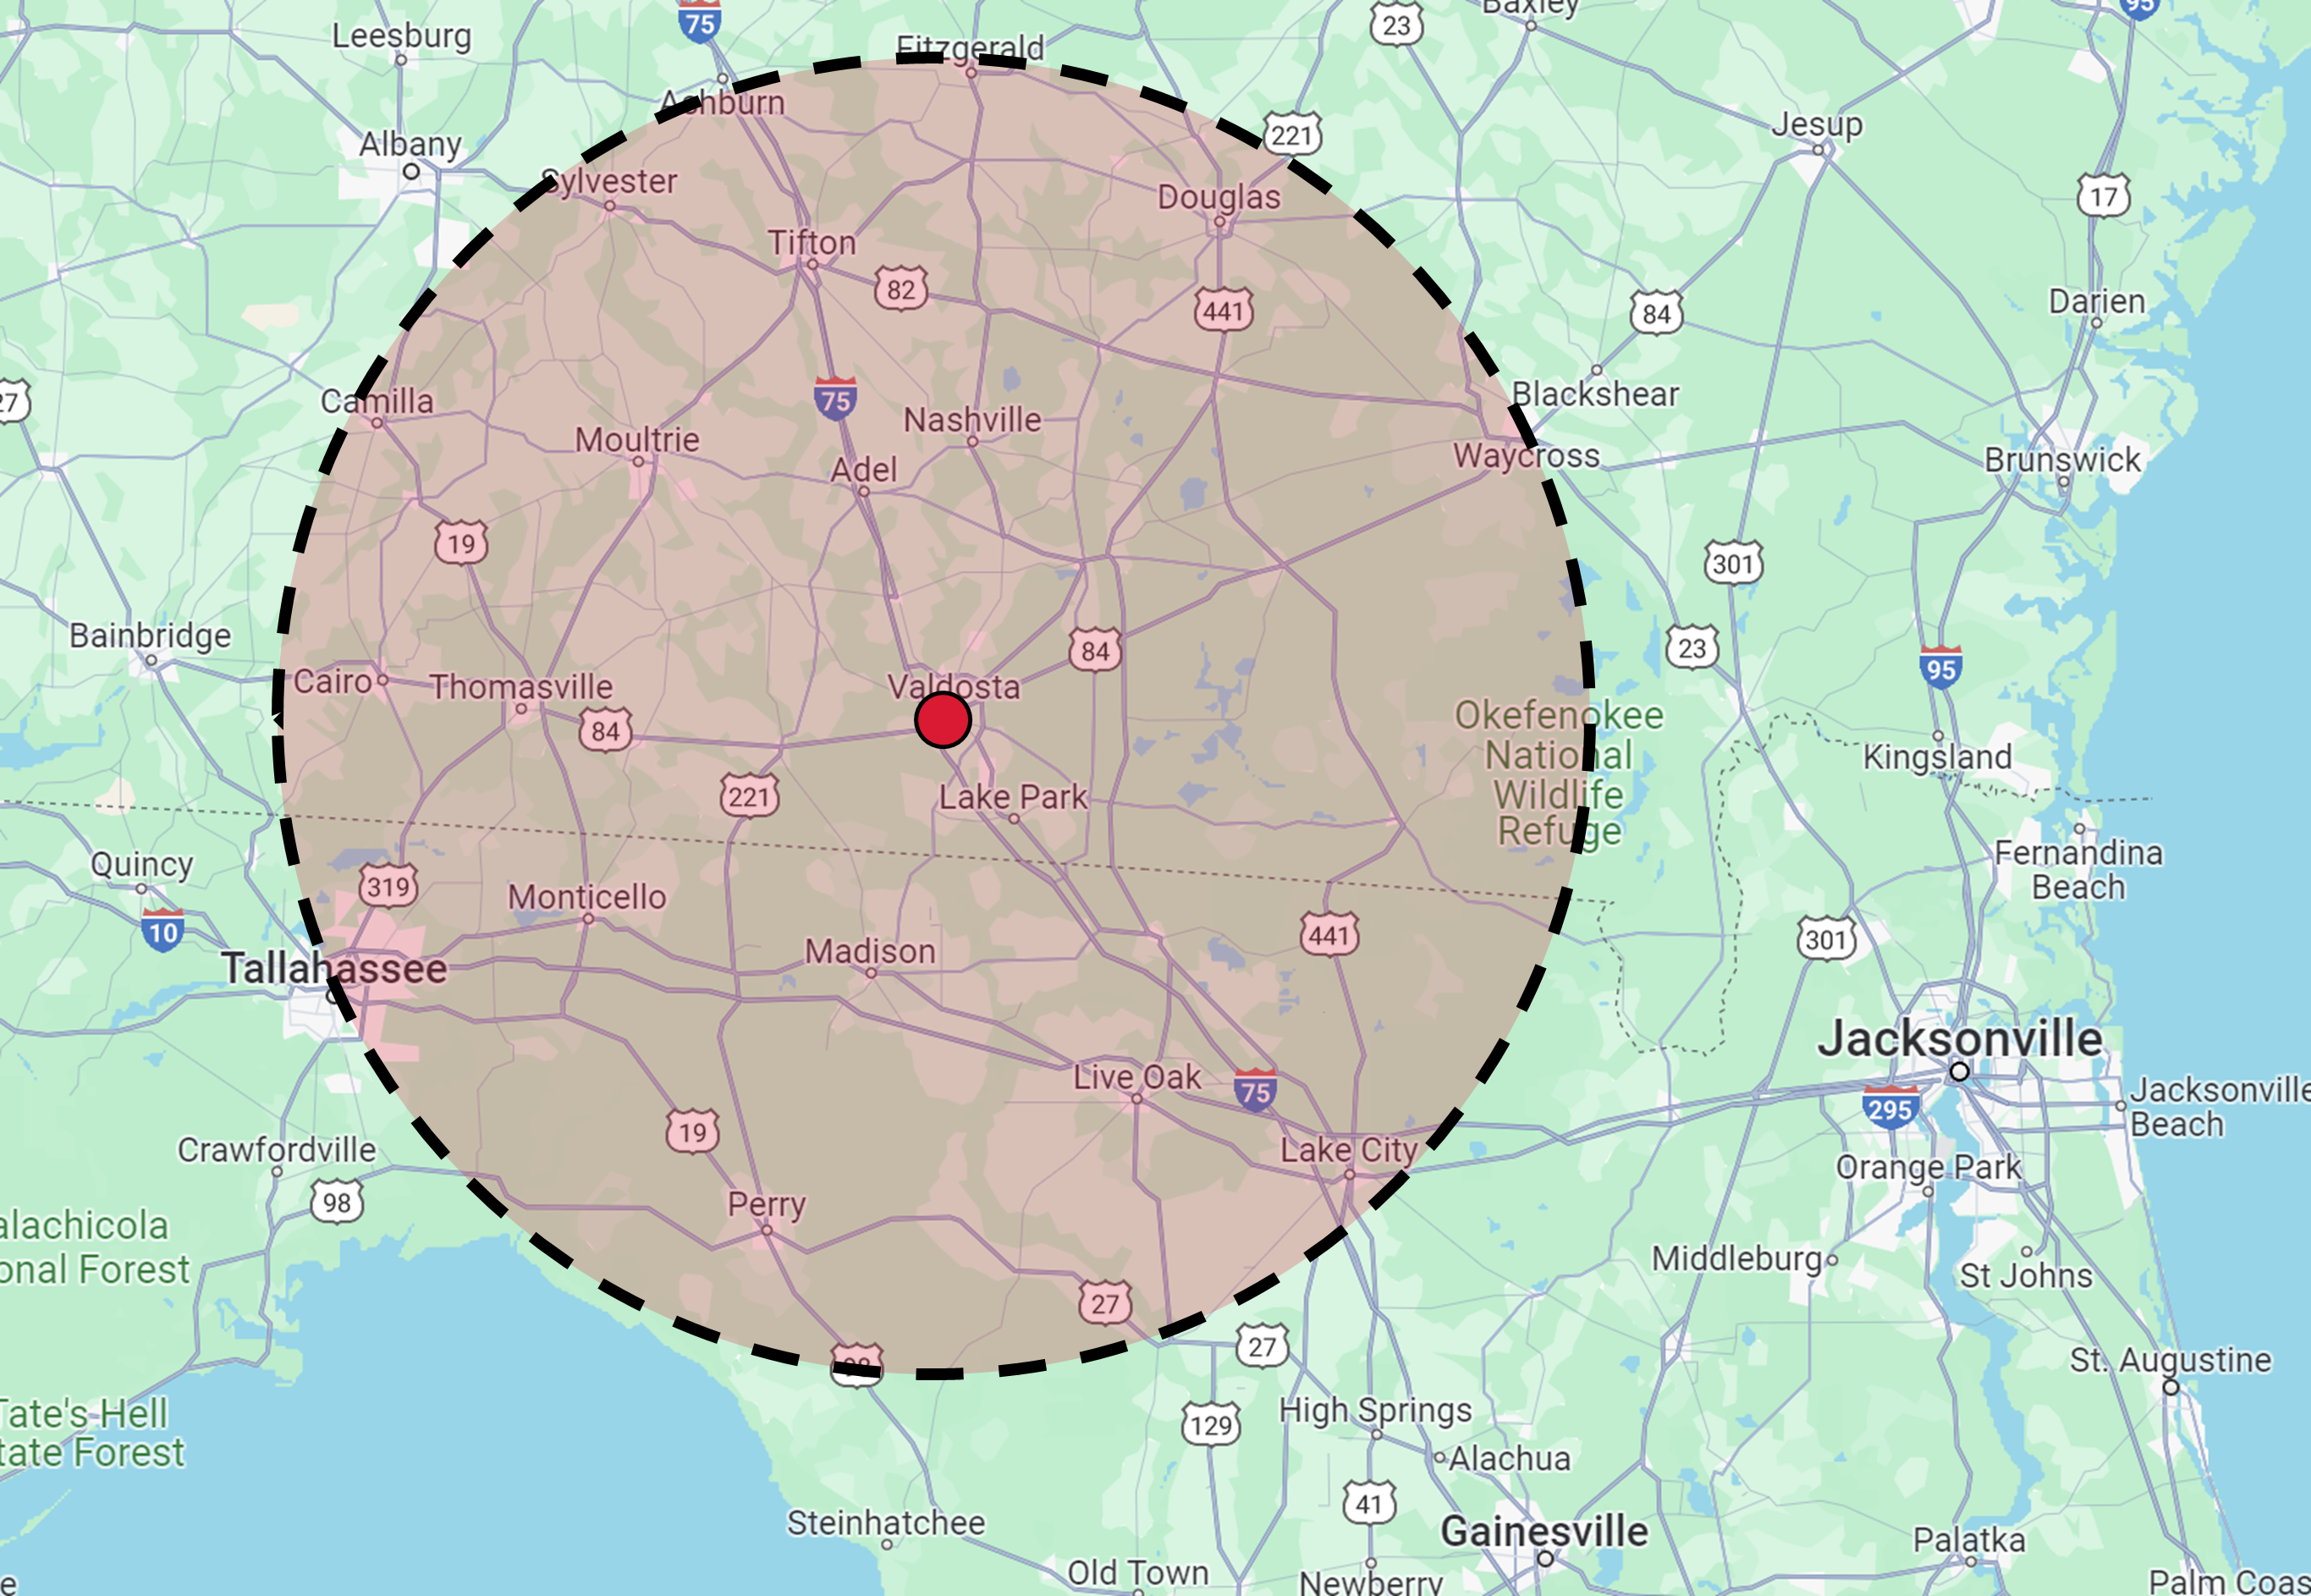 Leesburg
75
Fitzgerald
23
Baxley
95
Ashburn
Albany
221
Jesup
Sylvester
Douglas
17
Tifton
82
441
84
Darien
27
Camilla
75
Nashville
Blackshear
Moultrie
Adel
Waycross
Brunswick
19
301
Bainbridge
84
23
95
Cairo
Thomasville
Valdosta
84
Okefenokee
National
Wildlife
Refuge
Kingsland
221
Lake Park
Quincy
319
Fernandina
Beach
10
Monticello
441
301
Madison
Tallahassee
Jacksonville
Live Oak
75
295
Jacksonville
Beach
19
Crawfordville
Lake City
Orange Park
98
Perry
alachicola
onal Forest
Middleburg
St Johns
27
27
98
St. Augustine
Tate's Hell
tate Forest
129
High Springs
Alachua
41
Steinhatchee
Gainesville
Palatka
Old Town
Newberry
Palm Coas
e